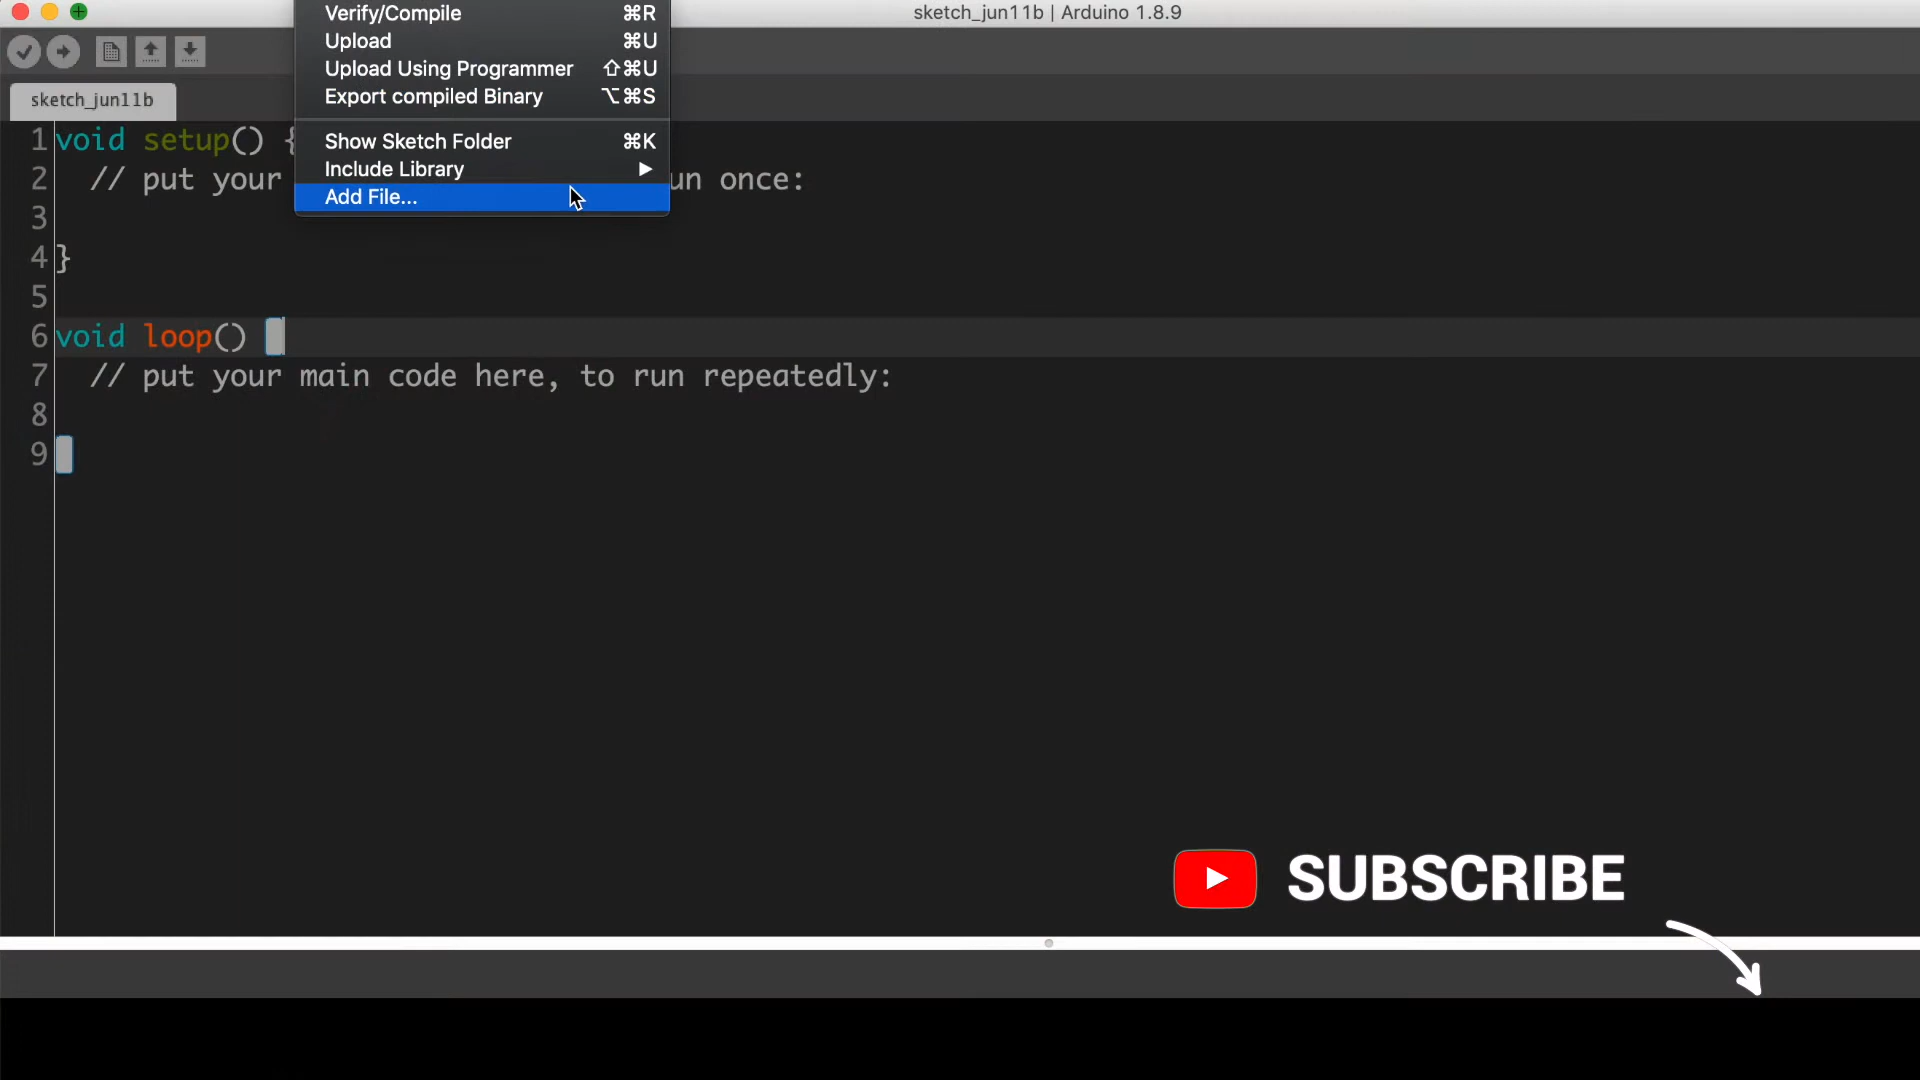 sketch_jun11b | Arduino 1.8.9
Verify/Compile ⌘R
Upload ⌘U
Upload Using Programmer ⇧⌘U
Export compiled Binary ⌥⌘S
Show Sketch Folder ⌘K
Include Library ▶
Add File...
sketch_jun11b
1 void setup() {
2 // put your un once:
3
4 }
5
6 void loop()
7 // put your main code here, to run repeatedly:
8
9
SUBSCRIBE